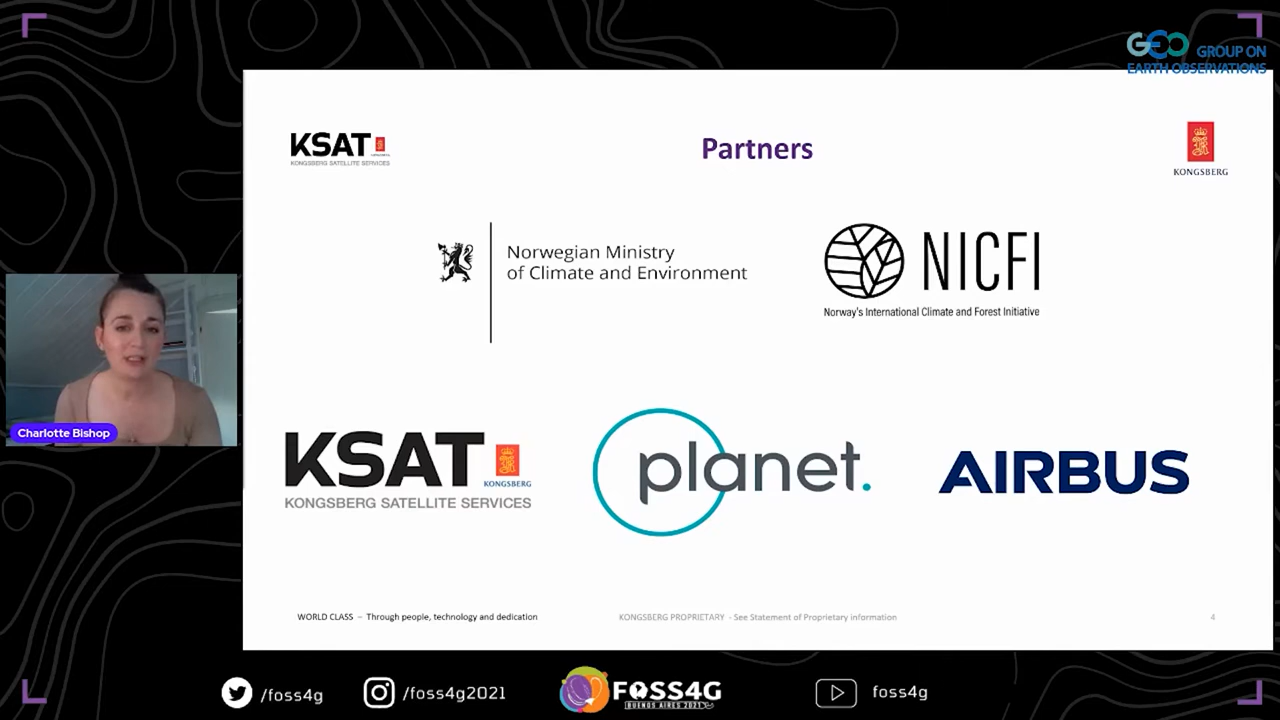 GEO GROUP ON
EARTH OBSERVATIONS
KSAT
KONGSBERG SATELLITE SERVICES
Partners
KONGSBERG
Norwegian Ministry
of Climate and Environment
NICFI
Norway's International Climate and Forest Initiative
Charlotte Bishop
KSAT
KONGSBERG
KONGSBERG SATELLITE SERVICES
planet.
AIRBUS
WORLD CLASS – Through people, technology and dedication
KONGSBERG PROPRIETARY - See Statement of Proprietary information
4
/foss4g
/foss4g2021
FOSS4G
BUENOS AIRES 2021
foss4g